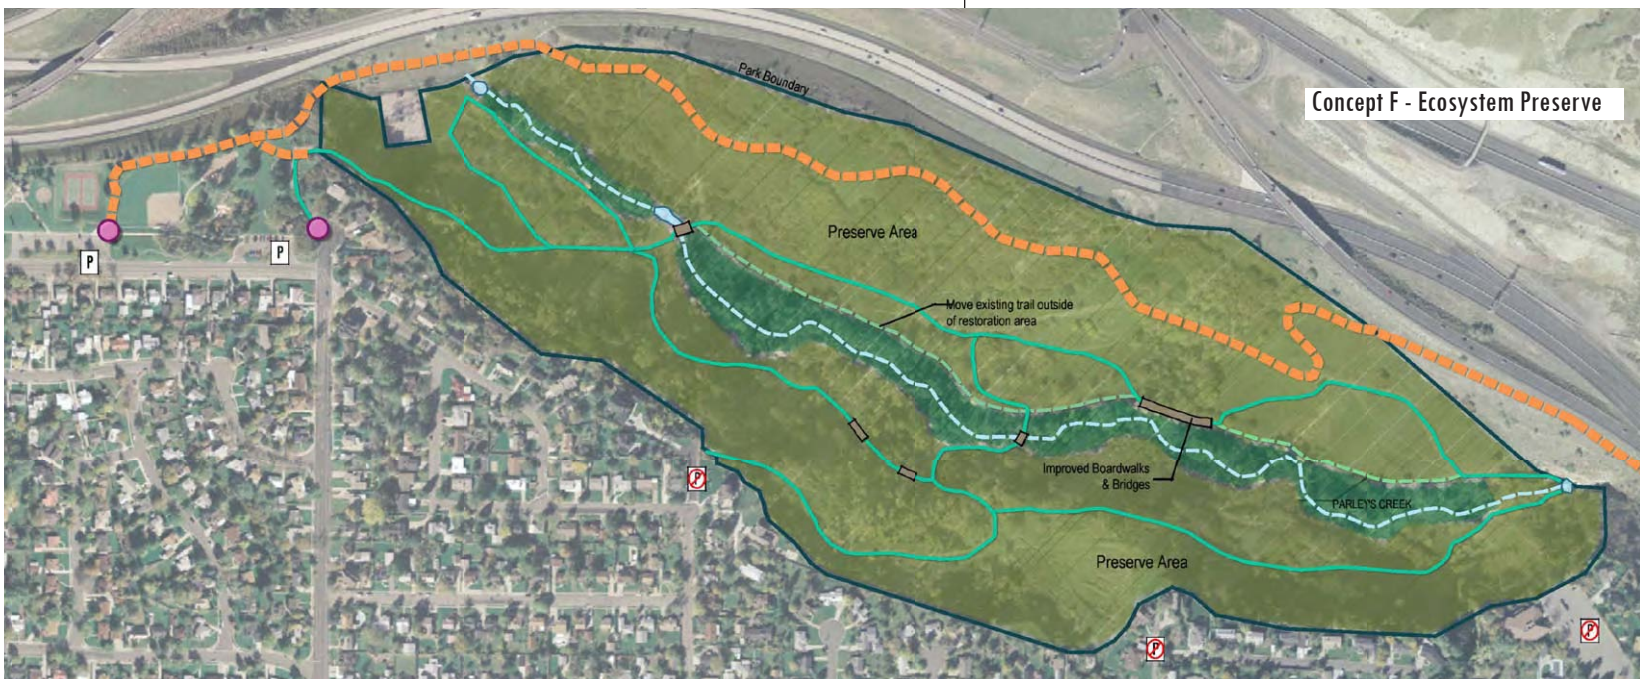 Park Boundary
Concept F - Ecosystem Preserve
Preserve Area
P
P
Move existing trail outside
of restoration area
Improved Boardwalks
& Bridges
P
PARLEY'S CREEK
Preserve Area
P
P